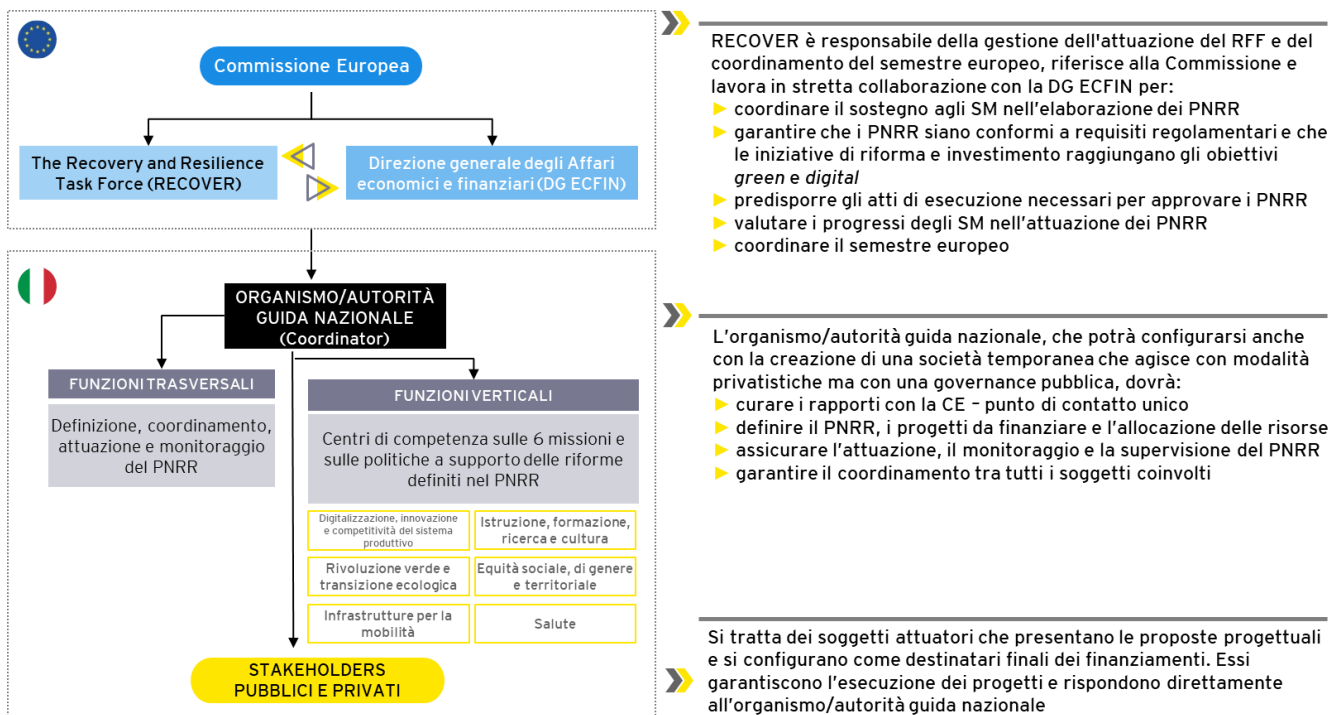 Commissione Europea
The Recovery and Resilience
Task Force (RECOVER)
Direzione generale degli Affari
economici e finanziari (DG ECFIN)
RECOVER è responsabile della gestione dell'attuazione del RFF e del
coordinamento del semestre europeo, riferisce alla Commissione e
lavora in stretta collaborazione con la DG ECFIN per:
coordinare il sostegno agli SM nell'elaborazione dei PNRR
garantire che i PNRR siano conformi a requisiti regolamentari e che
le iniziative di riforma e investimento raggiungano gli obiettivi
green e digital
predisporre gli atti di esecuzione necessari per approvare i PNRR
valutare i progressi degli SM nell'attuazione dei PNRR
coordinare il semestre europeo
ORGANISMO/AUTORITÀ
GUIDA NAZIONALE
(Coordinator)
FUNZIONI TRASVERSALI
Definizione, coordinamento,
attuazione e monitoraggio
del PNRR
FUNZIONI VERTICALI
Centri di competenza sulle 6 missioni e
sulle politiche a supporto delle riforme
definiti nel PNRR
Digitalizzazione, innovazione
e competitività del sistema
produttivo
Istruzione, formazione,
ricerca e cultura
Rivoluzione verde e
transizione ecologica
Equità sociale, di genere
e territoriale
Infrastrutture per la
mobilità
Salute
L'organismo/autorità guida nazionale, che potrà configurarsi anche
con la creazione di una società temporanea che agisce con modalità
privatistiche ma con una governance pubblica, dovrà:
curare i rapporti con la CE – punto di contatto unico
definire il PNRR, i progetti da finanziare e l'allocazione delle risorse
assicurare l'attuazione, il monitoraggio e la supervisione del PNRR
garantire il coordinamento tra tutti i soggetti coinvolti
STAKEHOLDERS
PUBBLICI E PRIVATI
Si tratta dei soggetti attuatori che presentano le proposte progettuali
e si configurano come destinatari finali dei finanziamenti. Essi
garantiscono l'esecuzione dei progetti e rispondono direttamente
all'organismo/autorità guida nazionale